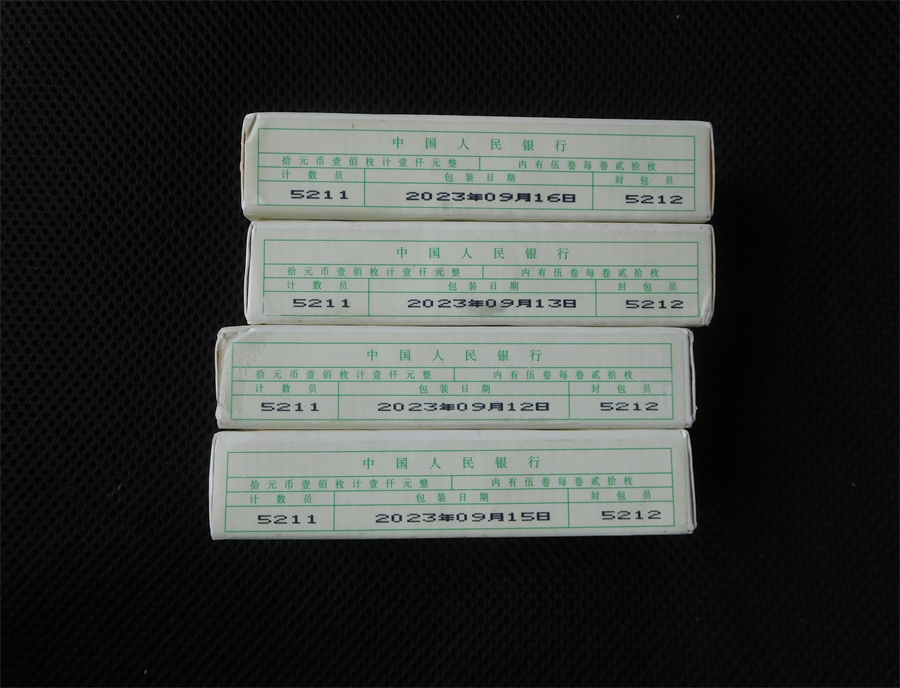 中国人民银行
拾元币壹佰枚计壹仟元整 内有伍卷每卷贰拾枚
计数员 包装日期 封包员
5211 2023年09月16日 5212
中国人民银行
拾元币壹佰枚计壹仟元整 内有伍卷每卷贰拾枚
计数员 包装日期 封包员
5211 2023年09月13日 5212
中国人民银行
拾元币壹佰枚计壹仟元整 内有伍卷每卷贰拾枚
计数员 包装日期 封包员
5211 2023年09月12日 5212
中国人民银行
拾元币壹佰枚计壹仟元整 内有伍卷每卷贰拾枚
计数员 包装日期 封包员
5211 2023年09月15日 5212